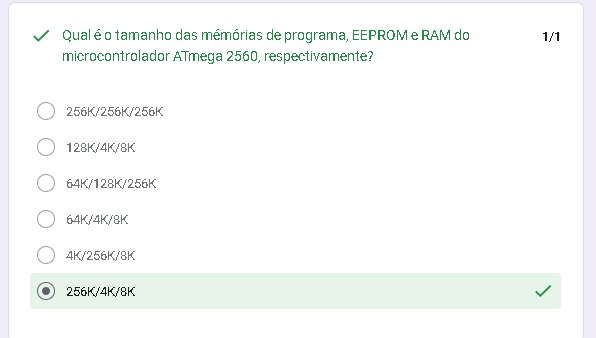 Qual é o tamanho das mémórias de programa, EEPROM e RAM do 1/1
microcontrolador ATmega 2560, respectivamente?
256K/256K/256K
128K/4K/8K
64K/128K/256K
64K/4K/8K
4K/256K/8K
256K/4K/8K